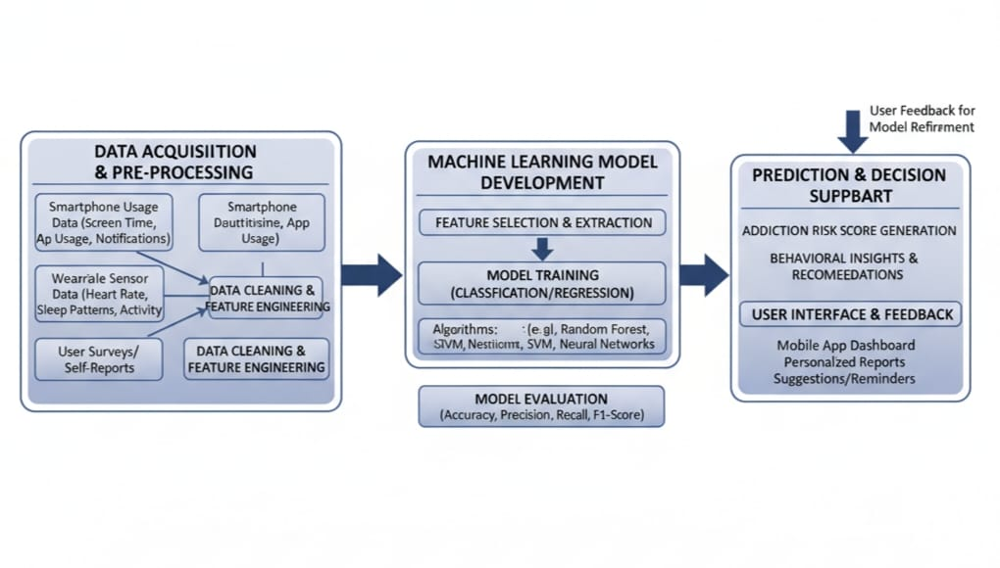 User Feedback for
Model Refirement
DATA ACQUISIITION
& PRE-PROCESSING
Smartphone Usage
Data (Screen Time,
Ap Usage, Notifications)
Smartphone
App
Usage)
Wearale Sensor
Data (Heart Rate,
Sleep Patterns, Activity
DATA CLEANING &
FEATURE ENGINEERING
User Surveys/
Self-Reports
DATA CLEANING &
FEATURE ENGINEERING
MACHINE LEARNING MODEL
DEVELOPMENT
FEATURE SELECTION & EXTRACTION
MODEL TRAINING
(CLASSFICATION/REGRESSION)
Algorithms: Random Forest,
SVM, Neural Networks
MODEL EVALUATION
(Accuracy, Precision, Recall, F1-Score)
PREDICTION & DECISION
SUPPBART
ADDICTION RISK SCORE GENERATION
BEHAVIORAL INSIGHTS &
RECOMEEDATIONS
USER INTERFACE & FEEDBACK
Mobile App Dashboard
Personalized Reports
Suggestions/Reminders